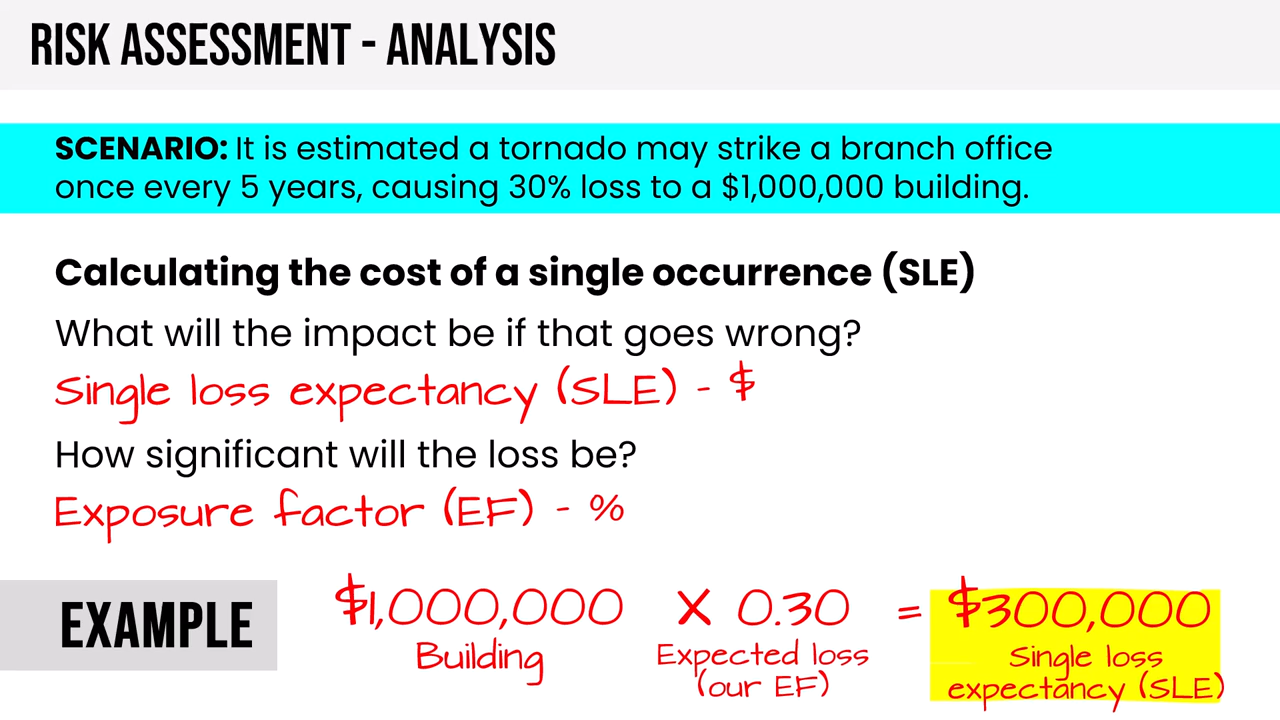 RISK ASSESSMENT - ANALYSIS
SCENARIO: It is estimated a tornado may strike a branch office
once every 5 years, causing 30% loss to a $1,000,000 building.
Calculating the cost of a single occurrence (SLE)
What will the impact be if that goes wrong?
Single loss expectancy (SLE) - $
How significant will the loss be?
Exposure factor (EF) - %
EXAMPLE
$1,000,000 X 0.30 = $300,000
Building
Expected loss
(our EF)
Single loss
expectancy (SLE)